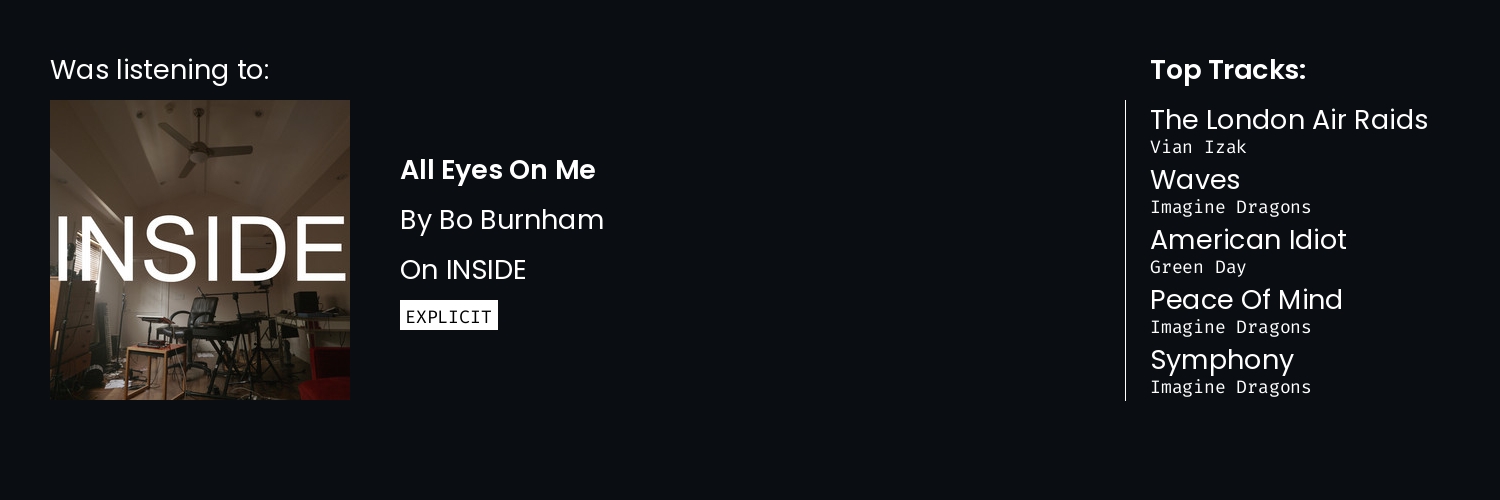 Was listening to:
INSIDE
All Eyes On Me
By Bo Burnham
On INSIDE
EXPLICIT
Top Tracks:
The London Air Raids
Vian Izak
Waves
Imagine Dragons
American Idiot
Green Day
Peace Of Mind
Imagine Dragons
Symphony
Imagine Dragons